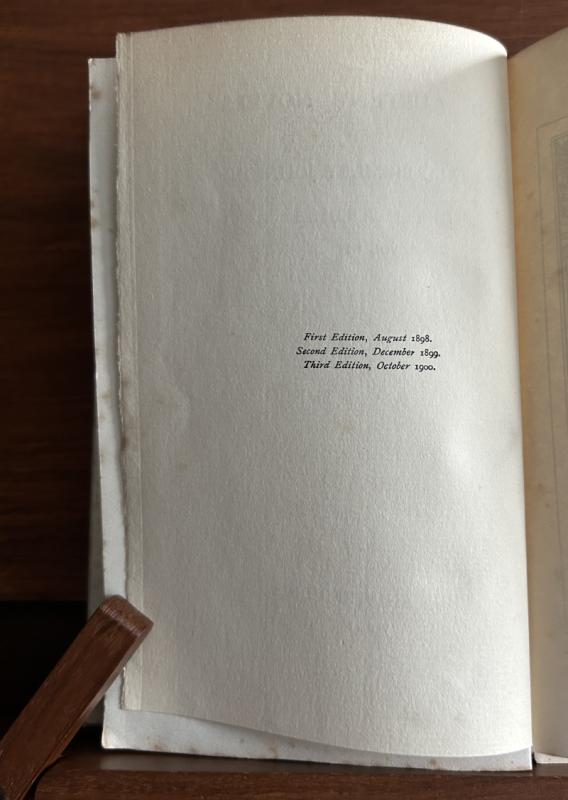 First Edition, August 1898.
Second Edition, December 1899.
Third Edition, October 1900.